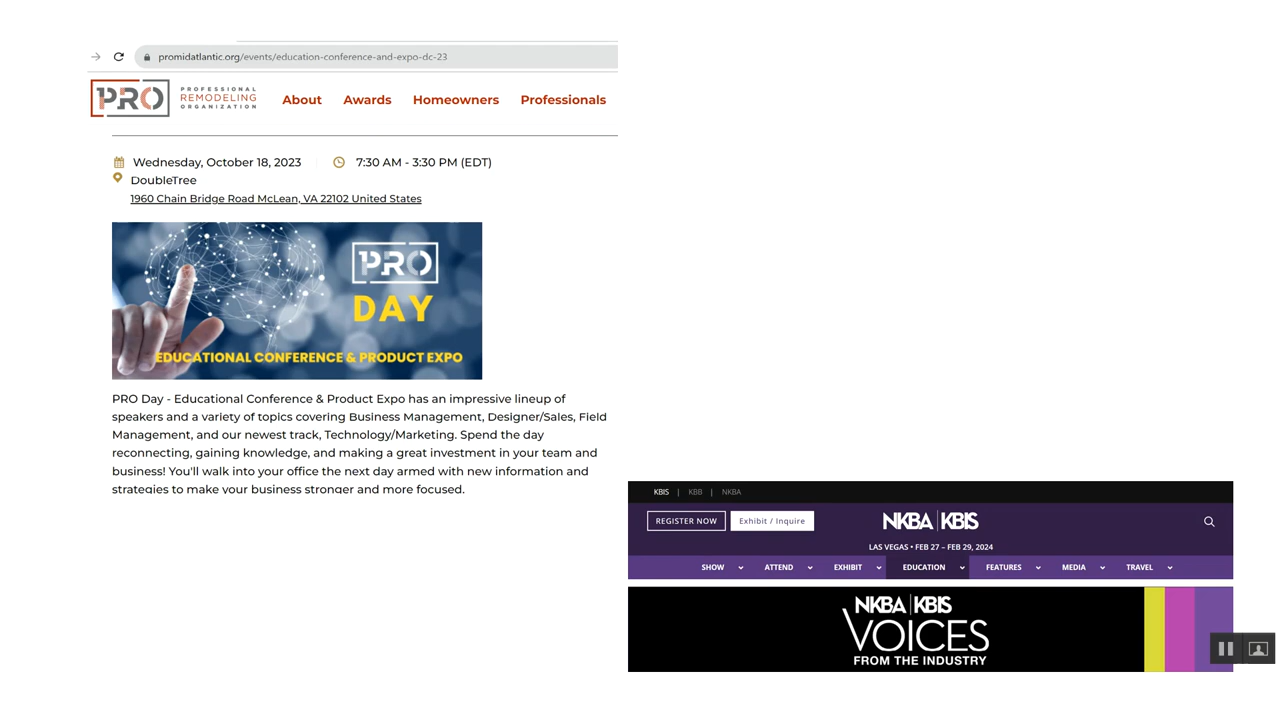 promidatlantic.org/events/education-conference-and-expo-dc-23
PRO
PROFESSIONAL
REMODELING
ORGANIZATION
About Awards Homeowners Professionals
Wednesday, October 18, 2023 7:30 AM - 3:30 PM (EDT)
DoubleTree
1960 Chain Bridge Road McLean, VA 22102 United States
PRO
DAY
EDUCATIONAL CONFERENCE & PRODUCT EXPO
PRO Day - Educational Conference & Product Expo has an impressive lineup of
speakers and a variety of topics covering Business Management, Designer/Sales, Field
Management, and our newest track, Technology/Marketing. Spend the day
reconnecting, gaining knowledge, and making a great investment in your team and
business! You'll walk into your office the next day armed with new information and
strategies to make your business stronger and more focused.
KBIS | KBB | NKBA
REGISTER NOW Exhibit / Inquire
NKBA | KBIS
LAS VEGAS • FEB 27 – FEB 29, 2024
SHOW ATTEND EXHIBIT EDUCATION FEATURES MEDIA TRAVEL
NKBA | KBIS
VOICES
FROM THE INDUSTRY